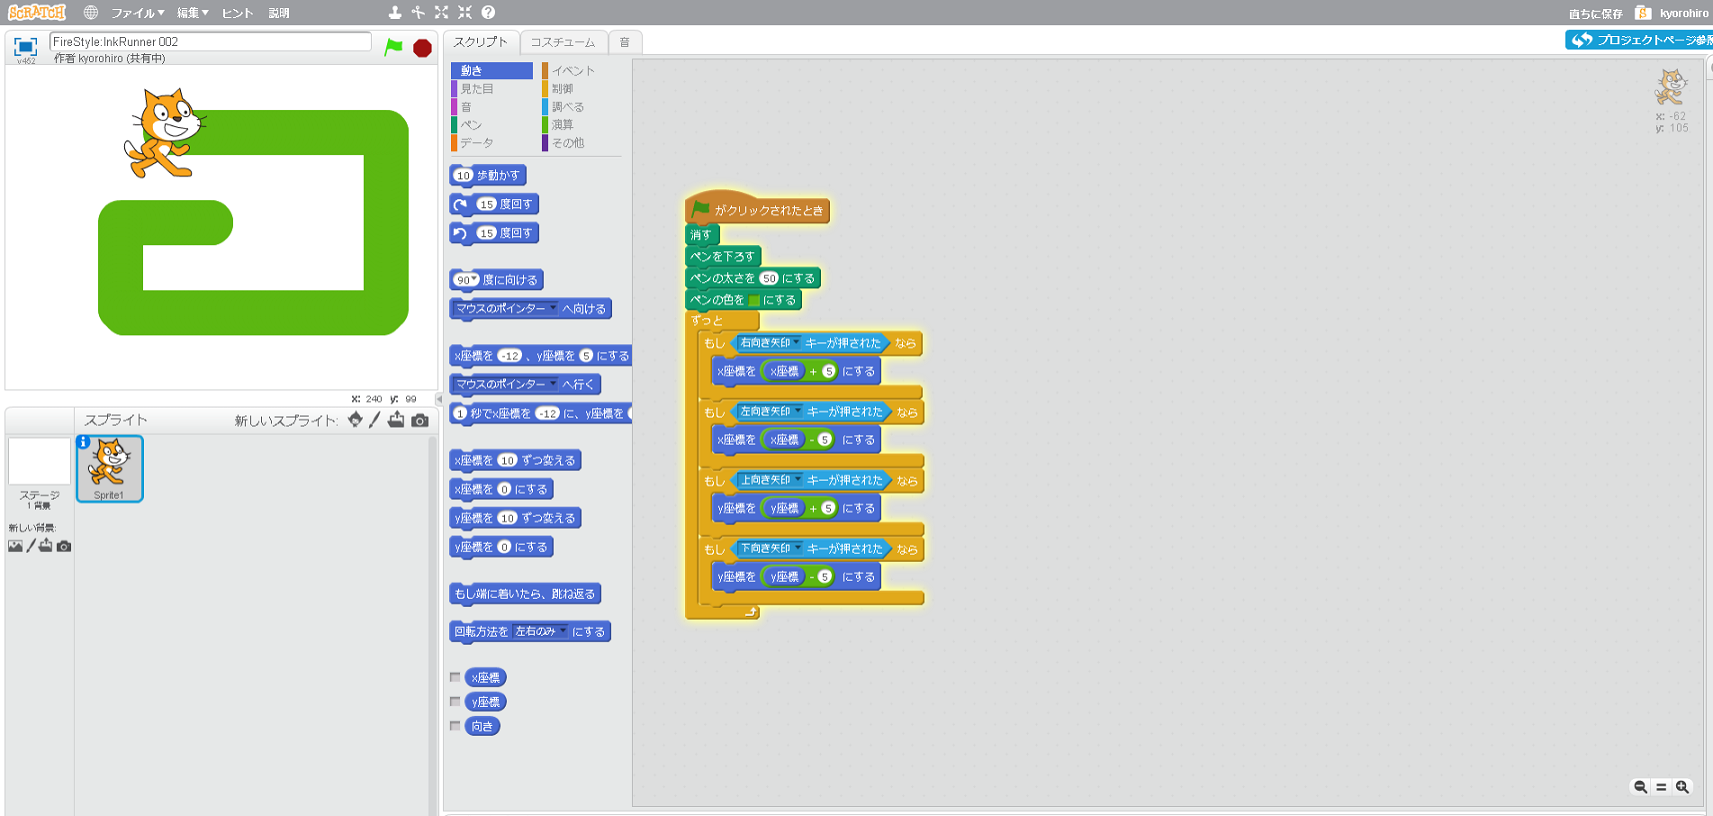 SCRATCH
ファイル▼
編集▼
ヒント
説明
直ちに保存
kyorohiro
v462
FireStyle:InkRunner 002
作者 kyorohiro (共有中)
スクリプト
コスチューム
音
プロジェクトページ参照
動き
見た目
音
ペン
データ
イベント
制御
調べる
演算
その他
10 歩動かす
15 度回す
15 度回す
90▼ 度に向ける
マウスのポインター へ向ける
x座標を -12 、y座標を 5 にする
マウスのポインター へ行く
1 秒でx座標を -12 に、y座標を
x座標を 10 ずつ変える
x座標を 0 にする
y座標を 10 ずつ変える
y座標を 0 にする
もし端に着いたら、跳ね返る
回転方法を 左右のみ にする
x座標
y座標
向き
がクリックされたとき
消す
ペンを下ろす
ペンの太さを 50 にする
ペンの色を にする
ずっと
もし 右向き矢印 キーが押された なら
x座標を x座標 + 5 にする
もし 左向き矢印 キーが押された なら
x座標を x座標 - 5 にする
もし 上向き矢印 キーが押された なら
y座標を y座標 + 5 にする
もし 下向き矢印 キーが押された なら
y座標を y座標 - 5 にする
x: -62
y: 105
x: 240 y: 99
スプライト
新しいスプライト:
ステージ
1 背景
新しい背景:
Sprite1